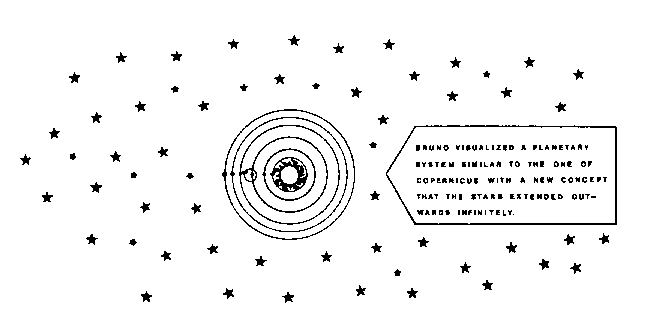 BRUNO VISUALIZED A PLANETARY
SYSTEM SIMILAR TO THE ONE OF
COPERNICUS WITH A NEW CONCEPT
THAT THE STARS EXTENDED OUT-
WARDS INFINITELY.